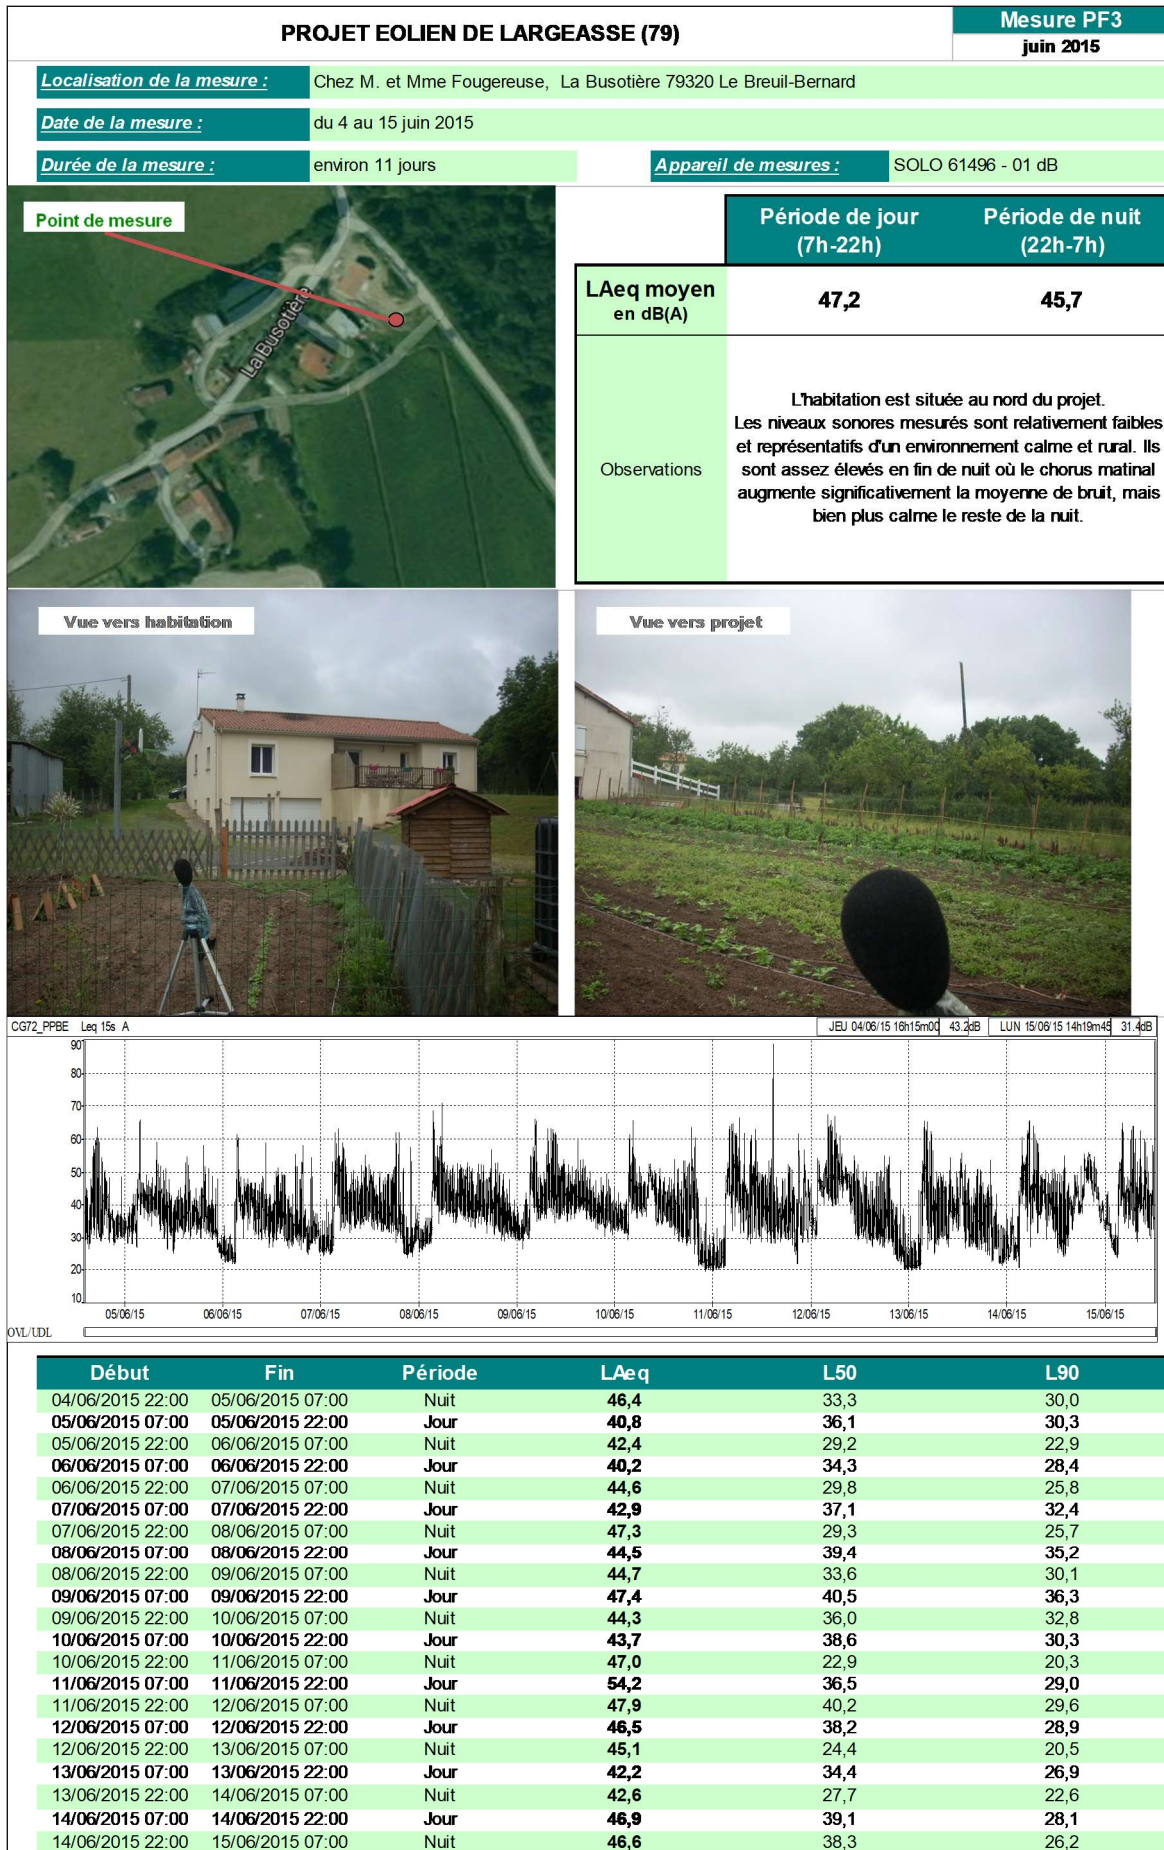 PROJET EOLIEN DE LARGEASSE (79)
Mesure PF3
juin 2015
Localisation de la mesure : Chez M. et Mme Fougereuse, La Busotière 79320 Le Breuil-Bernard
Date de la mesure : du 4 au 15 juin 2015
Durée de la mesure : environ 11 jours Appareil de mesures : SOLO 61496 - 01 dB
Point de mesure
La Busotière
Période de jour (7h-22h)
Période de nuit (22h-7h)
LAeq moyen en dB(A) 47,2 45,7
Observations
L'habitation est située au nord du projet.
Les niveaux sonores mesurés sont relativement faibles
et représentatifs d'un environnement calme et rural. Ils
sont assez élevés en fin de nuit où le chorus matinal
augmente significativement la moyenne de bruit, mais
bien plus calme le reste de la nuit.
Vue vers habitation
Vue vers projet
CG72_PPBE Leq 15s A JEU 04/06/15 16h15m00 43.2dB LUN 15/06/15 14h19m45 31.4dB
90
80
70
60
50
40
30
20
10
05/06/15 06/06/15 07/06/15 08/06/15 09/06/15 10/06/15 11/06/15 12/06/15 13/06/15 14/06/15 15/06/15
OVL/UDL
Début Fin Période LAeq L50 L90
04/06/2015 22:00 05/06/2015 07:00 Nuit 46,4 33,3 30,0
05/06/2015 07:00 05/06/2015 22:00 Jour 40,8 36,1 30,3
05/06/2015 22:00 06/06/2015 07:00 Nuit 42,4 29,2 22,9
06/06/2015 07:00 06/06/2015 22:00 Jour 40,2 34,3 28,4
06/06/2015 22:00 07/06/2015 07:00 Nuit 44,6 29,8 25,8
07/06/2015 07:00 07/06/2015 22:00 Jour 42,9 37,1 32,4
07/06/2015 22:00 08/06/2015 07:00 Nuit 47,3 29,3 25,7
08/06/2015 07:00 08/06/2015 22:00 Jour 44,5 39,4 35,2
08/06/2015 22:00 09/06/2015 07:00 Nuit 44,7 33,6 30,1
09/06/2015 07:00 09/06/2015 22:00 Jour 47,4 40,5 36,3
09/06/2015 22:00 10/06/2015 07:00 Nuit 44,3 36,0 32,8
10/06/2015 07:00 10/06/2015 22:00 Jour 43,7 38,6 30,3
10/06/2015 22:00 11/06/2015 07:00 Nuit 47,0 22,9 20,3
11/06/2015 07:00 11/06/2015 22:00 Jour 54,2 36,5 29,0
11/06/2015 22:00 12/06/2015 07:00 Nuit 47,9 40,2 29,6
12/06/2015 07:00 12/06/2015 22:00 Jour 46,5 38,2 28,9
12/06/2015 22:00 13/06/2015 07:00 Nuit 45,1 24,4 20,5
13/06/2015 07:00 13/06/2015 22:00 Jour 42,2 34,4 26,9
13/06/2015 22:00 14/06/2015 07:00 Nuit 42,6 27,7 22,6
14/06/2015 07:00 14/06/2015 22:00 Jour 46,9 39,1 28,1
14/06/2015 22:00 15/06/2015 07:00 Nuit 46,6 38,3 26,2